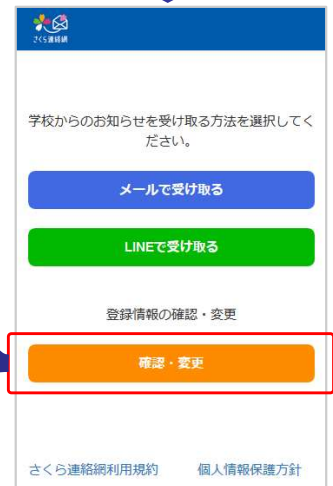 さくら連絡網
学校からのお知らせを受け取る方法を選択してく
ださい。
メールで受け取る
LINEで受け取る
登録情報の確認・変更
確認・変更
さくら連絡網利用規約 個人情報保護方針